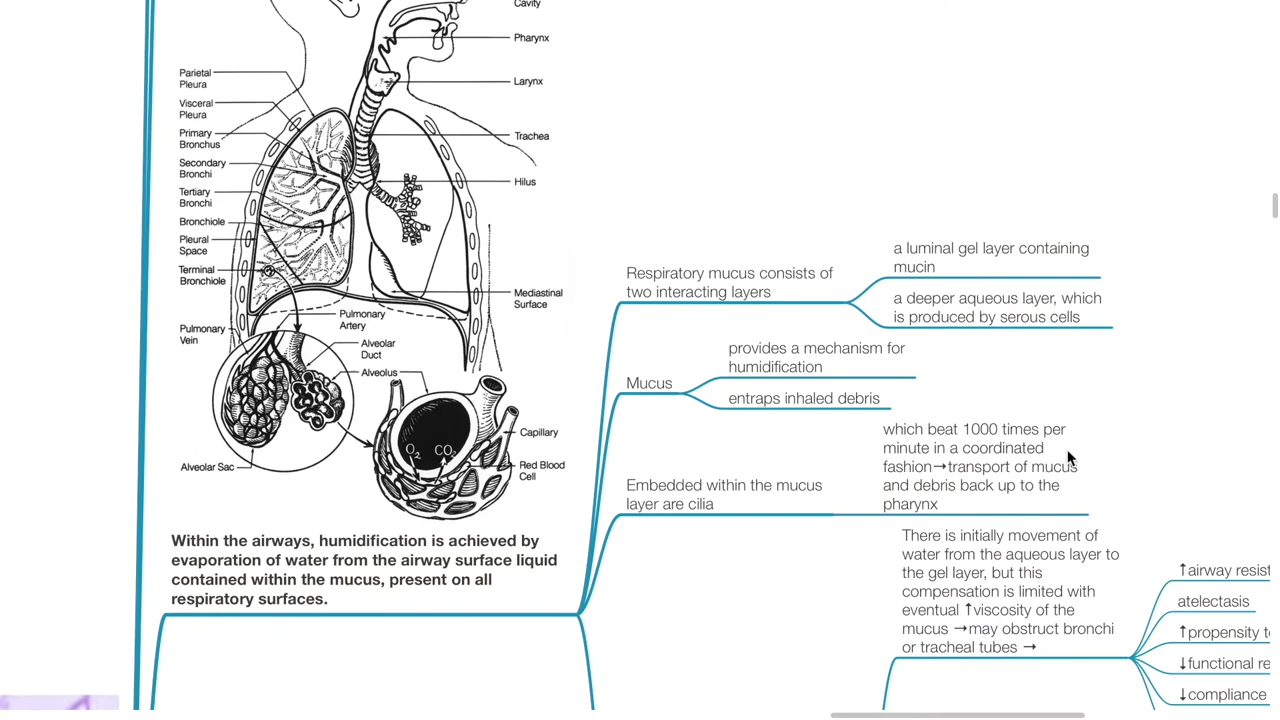 Cavity
Pharynx
Larynx
Trachea
Hilus
Mediastinal
Surface
Parietal
Pleura
Visceral
Pleura
Primary
Bronchus
Secondary
Bronchi
Tertiary
Bronchi
Bronchiole
Pleural
Space
Terminal
Bronchiole
Pulmonary
Vein
Pulmonary
Artery
Alveolar
Duct
Alveolus
O2 CO2
Capillary
Red Blood
Cell
Alveolar Sac
Within the airways, humidification is achieved by
evaporation of water from the airway surface liquid
contained within the mucus, present on all
respiratory surfaces.
Respiratory mucus consists of
two interacting layers
a luminal gel layer containing
mucin
a deeper aqueous layer, which
is produced by serous cells
Mucus
provides a mechanism for
humidification
entraps inhaled debris
Embedded within the mucus
layer are cilia
which beat 1000 times per
minute in a coordinated
fashion→transport of mucus
and debris back up to the
pharynx
There is initially movement of
water from the aqueous layer to
the gel layer, but this
compensation is limited with
eventual ↑viscosity of the
mucus →may obstruct bronchi
or tracheal tubes →
↑airway resist
atelectasis
↑propensity to
↓functional re
↓compliance